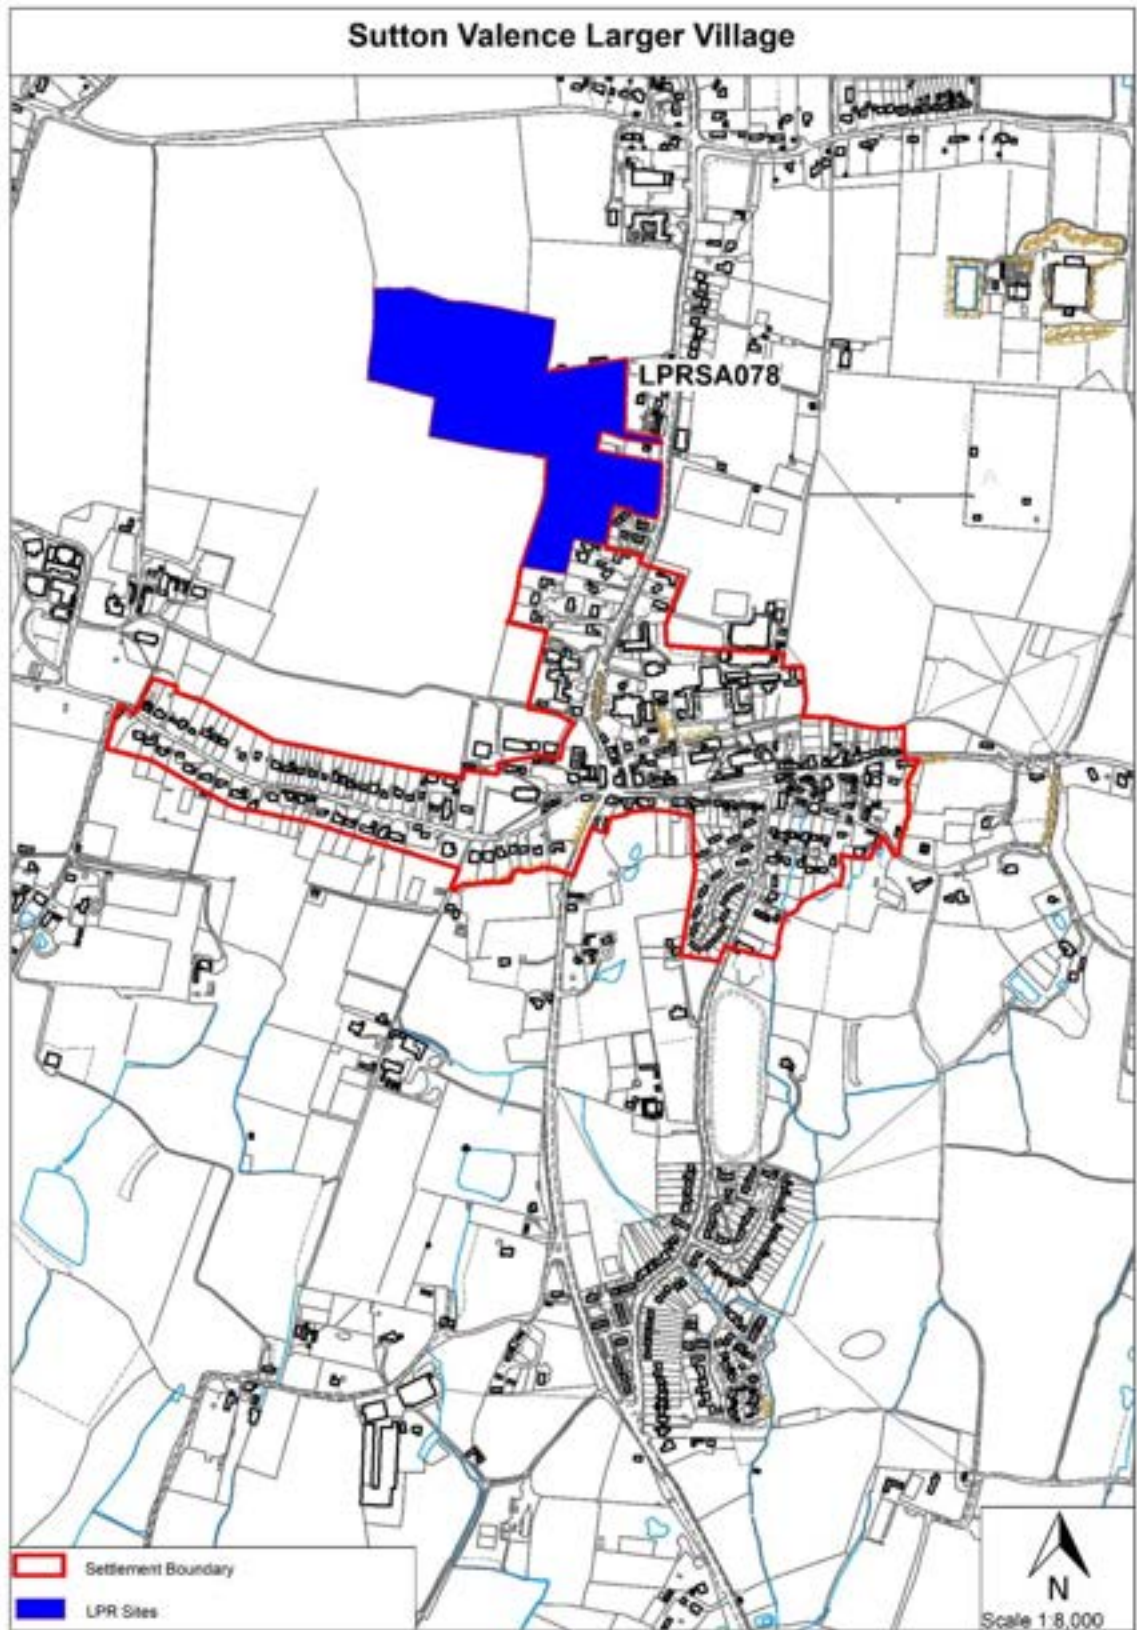 Sutton Valence Larger Village
LPRSA078
Settlement Boundary
LPR Sites
N
Scale 1:8,000